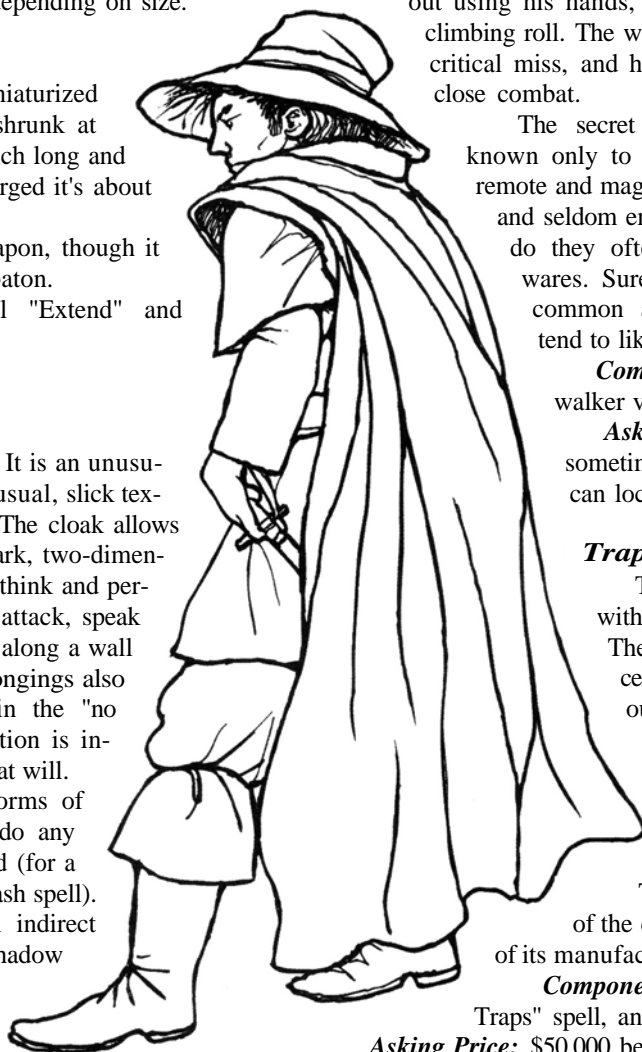 depending on size.
niaturized
shrunk at
ch long and
rged it's about
apon, though it
baton.
l "Extend" and
It is an unusu-
usual, slick tex-
The cloak allows
ark, two-dimen-
think and per-
attack, speak
along a wall
ongings also
in the "no
tion is in-
at will.
orms of
do any
d (for a
ash spell).
indirect
hadow
out using his hands,
climbing roll. The w
critical miss, and h
close combat.
The secret
known only to
remote and mag
and seldom en
do they ofte
wares. Sure
common a
tend to lik
Com
walker v
Ask
sometin
can loc
Trap
T
with
The
ce
ou
T
of the
of its manufac
Compone
Traps" spell, an
Asking Price: $50,000 be